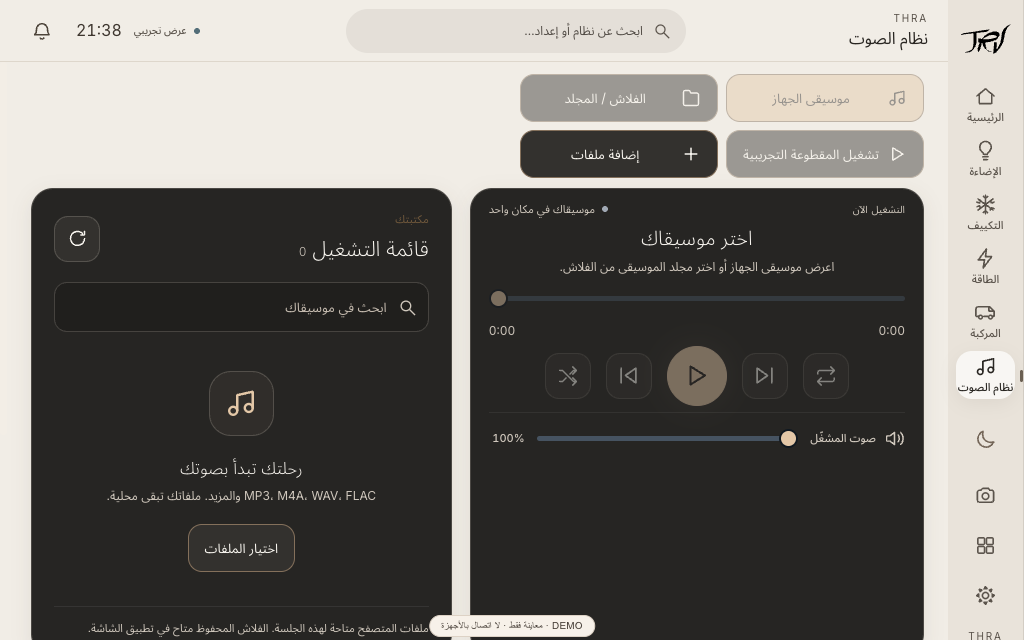 THRA
نظام الصوت
ابحث عن نظام أو إعداد...
عرض تجريبي
21:38
الرئيسية
الإضاءة
التكييف
الطاقة
المركبة
نظام الصوت
THRA
موسيقى الجهاز
الفلاش / المجلد
تشغيل المقطوعة التجريبية
إضافة ملفات
التشغيل الآن
موسيقاك في مكان واحد
اختر موسيقاك
اعرض موسيقى الجهاز أو اختر مجلد الموسيقى من الفلاش.
0:00
0:00
صوت المشغّل
100%
مكتبتك
قائمة التشغيل 0
ابحث في موسيقاك
رحلتك تبدأ بصوتك
MP3، M4A، WAV، FLAC والمزيد. ملفاتك تبقى محلية.
اختيار الملفات
ملفات المتصفح متاحة لهذه الجلسة. الفلاش المحفوظ متاح في تطبيق الشاشة.
DEMO · معاينة فقط · لا اتصال بالأجهزة